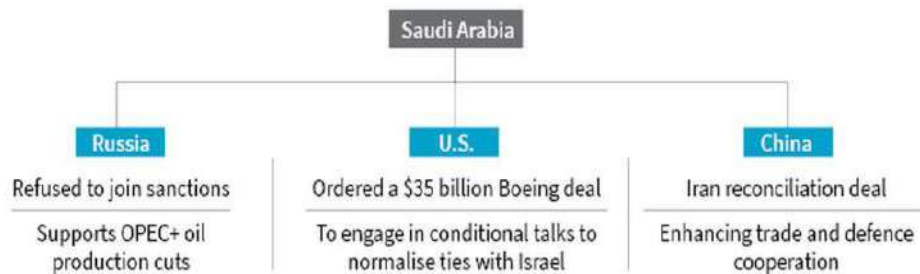 Saudi Arabia
Russia
Refused to join sanctions
Supports OPEC+ oil
production cuts
U.S.
Ordered a $35 billion Boeing deal
To engage in conditional talks to
normalise ties with Israel
China
Iran reconciliation deal
Enhancing trade and defence
cooperation